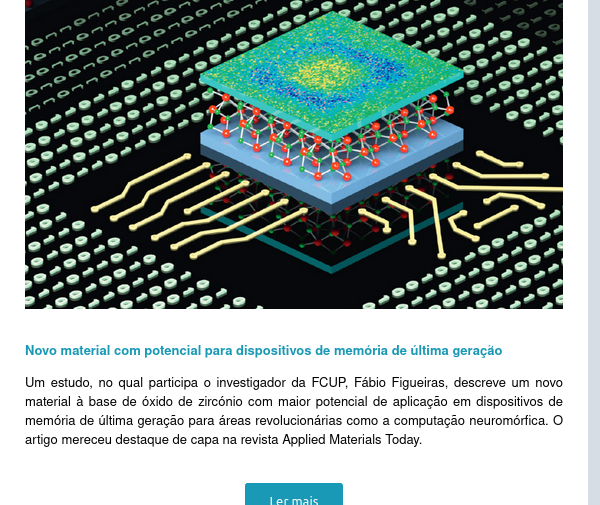 Novo material com potencial para dispositivos de memória de última geração
Um estudo, no qual participa o investigador da FCUP, Fábio Figueiras, descreve um novo
material à base de óxido de zircónio com maior potencial de aplicação em dispositivos de
memória de última geração para áreas revolucionárias como a computação neuromórfica. O
artigo mereceu destaque de capa na revista Applied Materials Today.
Ler mais